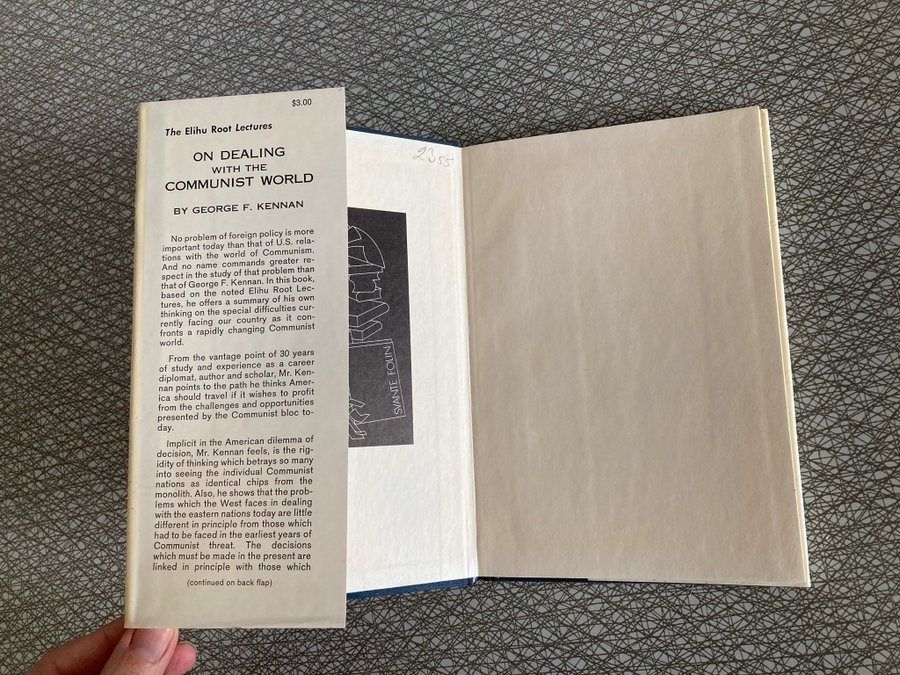 $3.00
The Elihu Root Lectures
ON DEALING
WITH THE
COMMUNIST WORLD
BY GEORGE F. KENNAN
No problem of foreign policy is more
important today than that of U.S. rela-
tions with the world of Communism.
And no name commands greater re-
spect in the study of that problem than
that of George F. Kennan. In this book,
based on the noted Elihu Root Lec-
tures, he offers a summary of his own
thinking on the special difficulties cur-
rently facing our country as it con-
fronts a rapidly changing Communist
world.
From the vantage point of 30 years
of study and experience as a career
diplomat, author and scholar, Mr. Ken-
nan points to the path he thinks Amer-
ica should travel if it wishes to profit
from the challenges and opportunities
presented by the Communist bloc to-
day.
Implicit in the American dilemma of
decision, Mr. Kennan feels, is the rig-
idity of thinking which betrays so many
into seeing the individual Communist
nations as identical chips from the
monolith. Also, he shows that the prob-
lems which the West faces in dealing
with the eastern nations today are little
different in principle from those which
had to be faced in the earliest years of
Communist threat. The decisions
which must be made in the present are
linked in principle with those which
(continued on back flap)
2355
SVANTE FOLIN